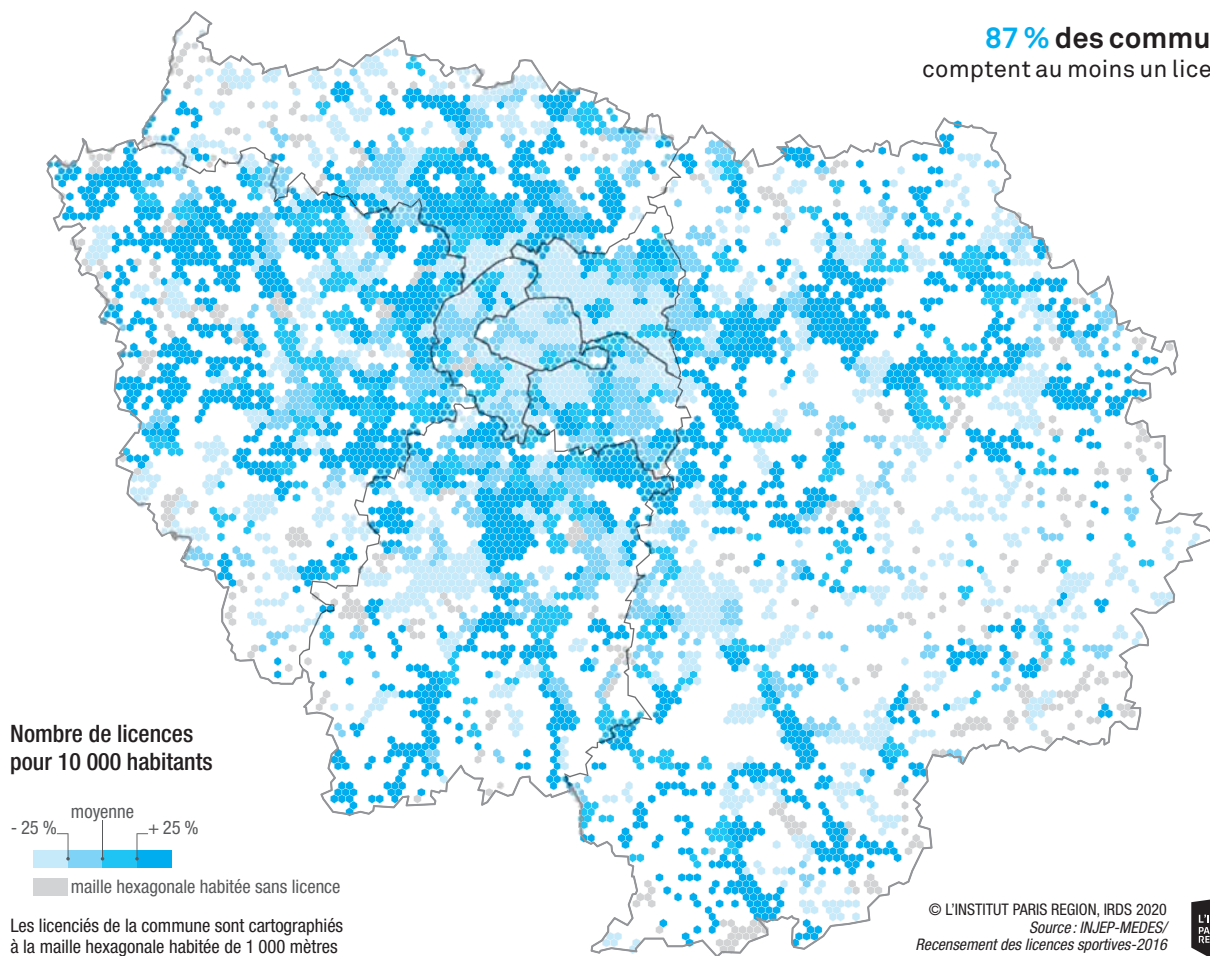 87 % des commu
comptent au moins un lice
Nombre de licences
pour 10 000 habitants
moyenne
- 25 % + 25 %
maille hexagonale habitée sans licence
Les licenciés de la commune sont cartographiés
à la maille hexagonale habitée de 1 000 mètres
© L'INSTITUT PARIS REGION, IRDS 2020
Source : INJEP-MEDES/
Recensement des licences sportives-2016
L'I
PA
RE